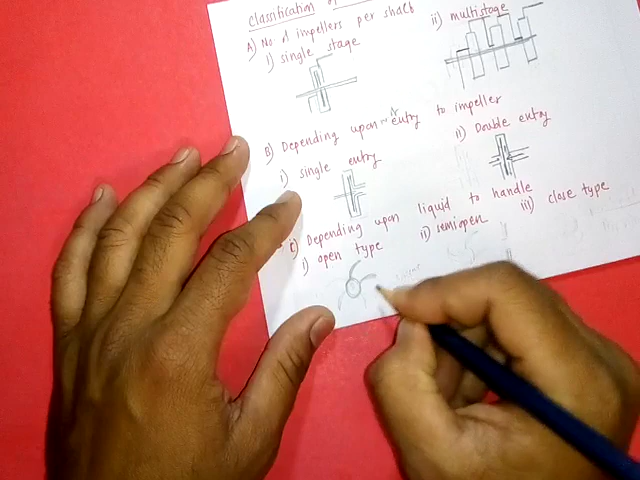 classification of
A) No of impellers per shaft
i) single stage
ii) multistage
B) Depending upon entry to impeller
i) single entry
ii) Double entry
c) Depending upon liquid to handle
i) open type
ii) semiopen
iii) close type